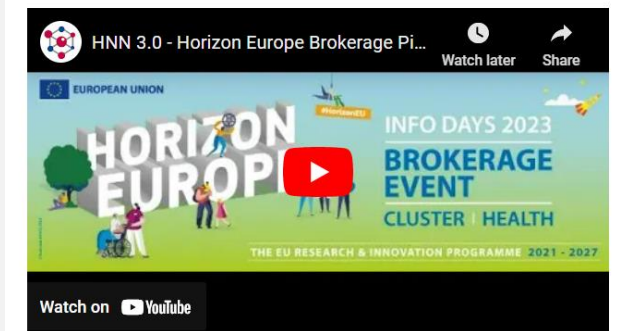 HNN 3.0 - Horizon Europe Brokerage Pi...
Watch later
Share
EUROPEAN UNION
#HorizonEU
HORIZON
EUROPE
INFO DAYS 2023
BROKERAGE
EVENT
CLUSTER | HEALTH
THE EU RESEARCH & INNOVATION PROGRAMME 2021 - 2027
Watch on YouTube